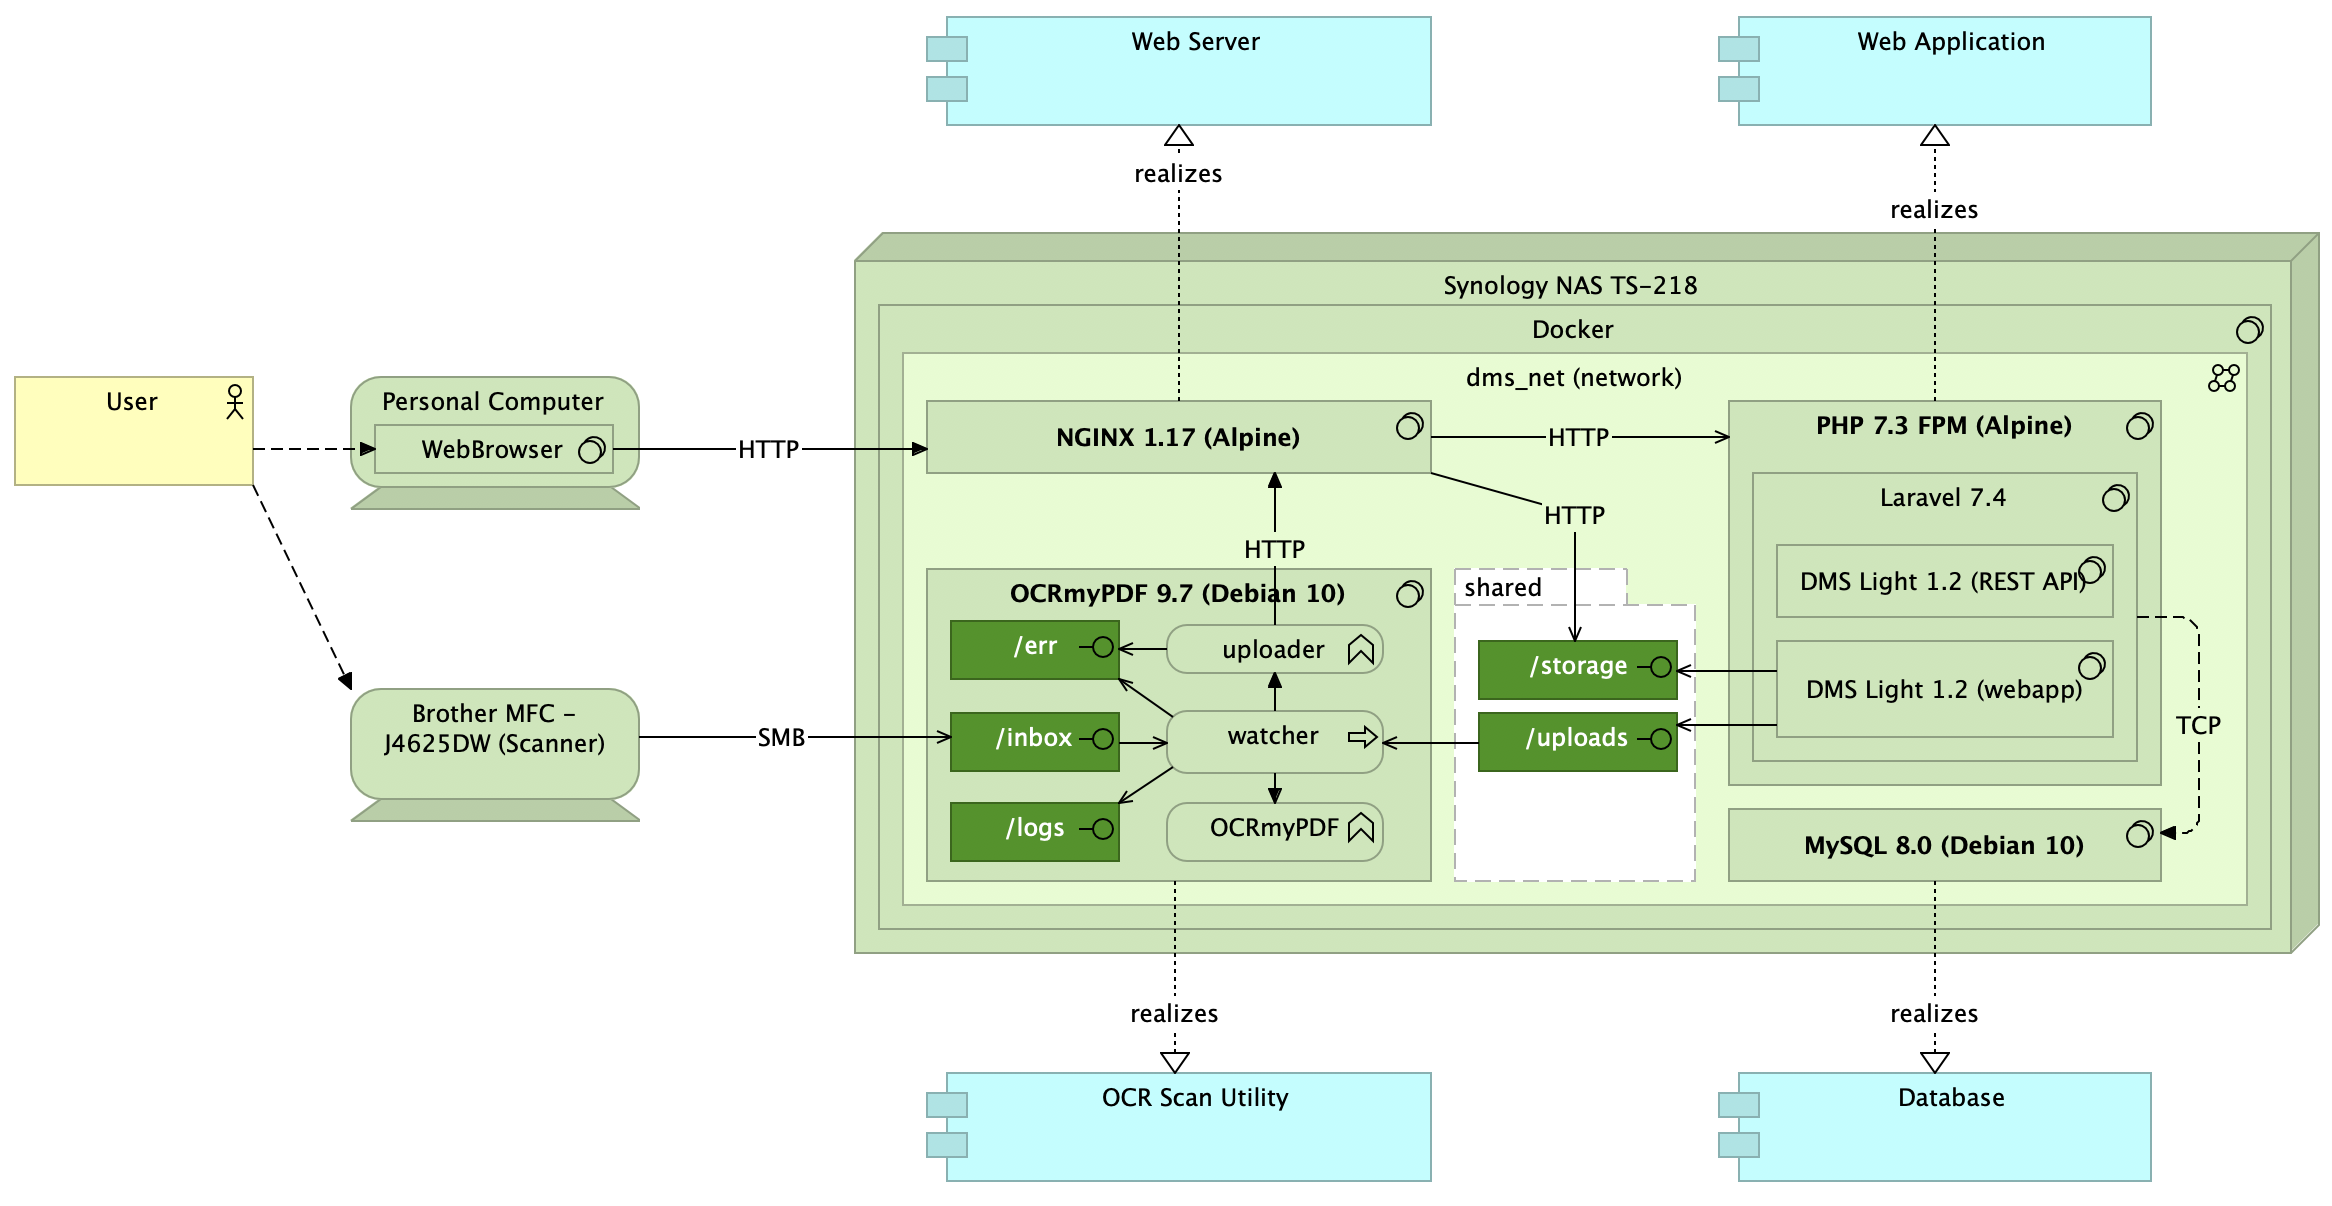 Web Server
Web Application
realizes
realizes
Synology NAS TS-218
Docker
dms_net (network)
User
Personal Computer
WebBrowser
HTTP
NGINX 1.17 (Alpine)
HTTP
PHP 7.3 FPM (Alpine)
Laravel 7.4
HTTP
HTTP
DMS Light 1.2 (REST API)
OCRmyPDF 9.7 (Debian 10)
shared
/err
uploader
/storage
DMS Light 1.2 (webapp)
Brother MFC -
J4625DW (Scanner)
SMB
/inbox
watcher
/uploads
TCP
/logs
OCRmyPDF
MySQL 8.0 (Debian 10)
realizes
realizes
OCR Scan Utility
Database